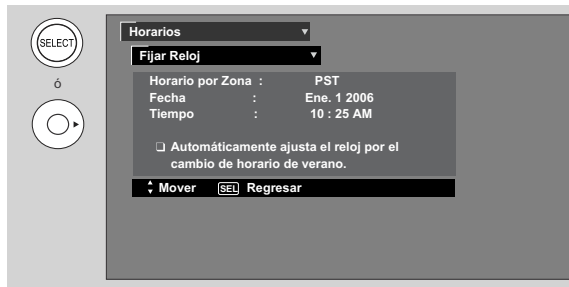 SELECT
ó
Horarios
Fijar Reloj
Horario por Zona : PST
Fecha : Ene. 1 2006
Tiempo : 10 : 25 AM
Automáticamente ajusta el reloj por el
cambio de horario de verano.
Mover SEL Regresar